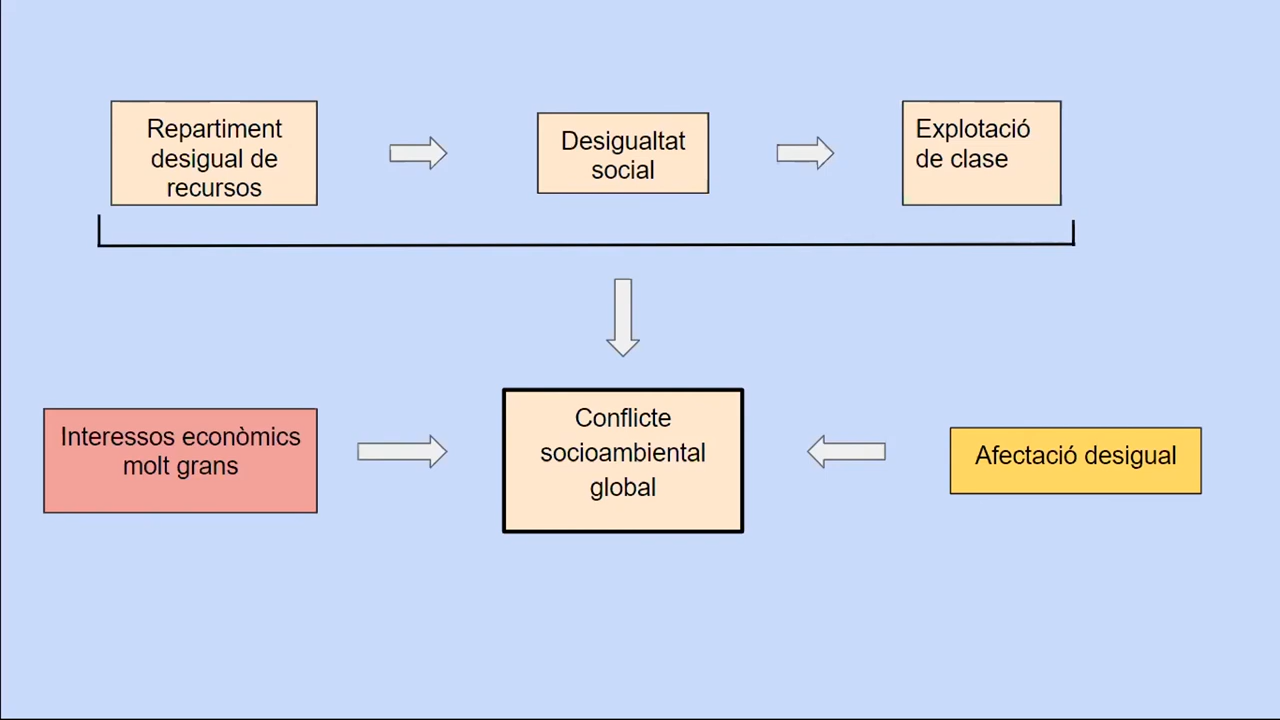 Repartiment
desigual de
recursos
Desigualtat
social
Explotació
de clase
Interessos econòmics
molt grans
Conflicte
socioambiental
global
Afectació desigual